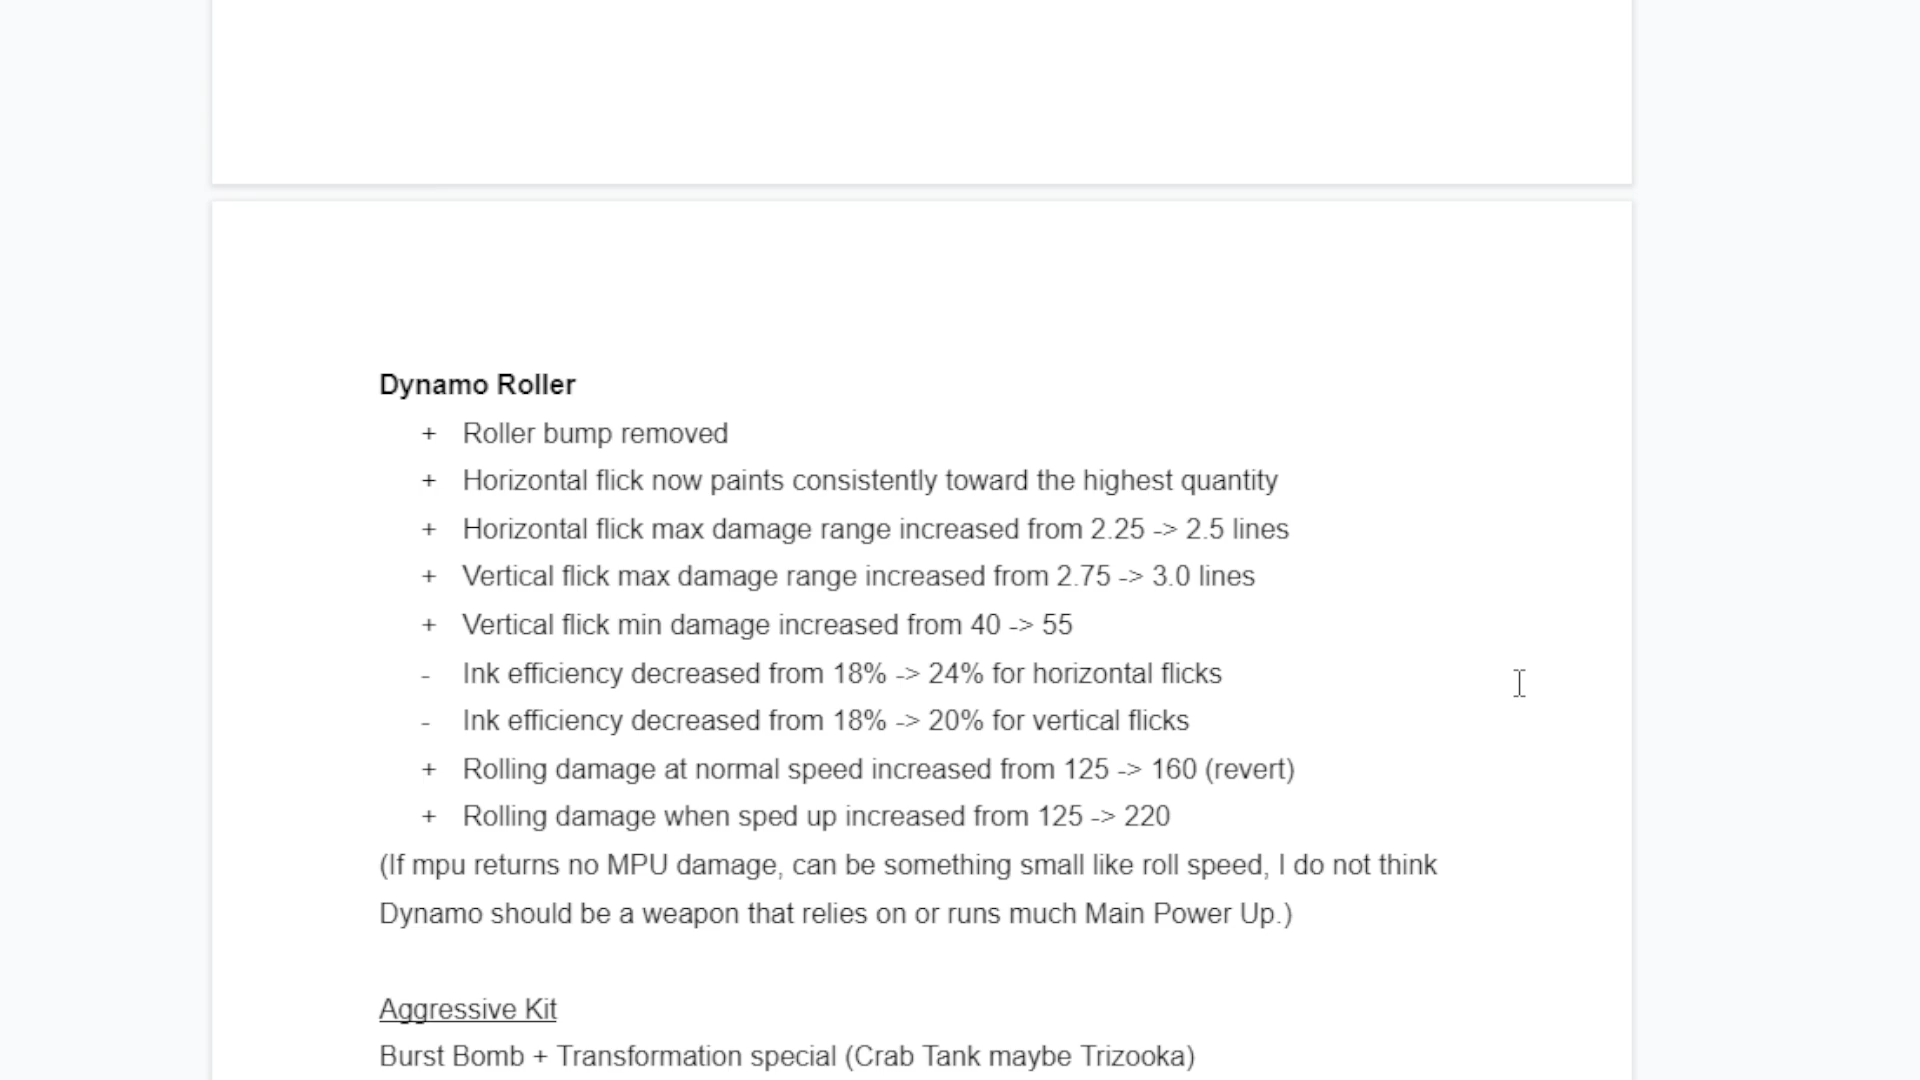 Dynamo Roller
+ Roller bump removed
+ Horizontal flick now paints consistently toward the highest quantity
+ Horizontal flick max damage range increased from 2.25 -> 2.5 lines
+ Vertical flick max damage range increased from 2.75 -> 3.0 lines
+ Vertical flick min damage increased from 40 -> 55
- Ink efficiency decreased from 18% -> 24% for horizontal flicks
- Ink efficiency decreased from 18% -> 20% for vertical flicks
+ Rolling damage at normal speed increased from 125 -> 160 (revert)
+ Rolling damage when sped up increased from 125 -> 220
(If mpu returns no MPU damage, can be something small like roll speed, I do not think
Dynamo should be a weapon that relies on or runs much Main Power Up.)
Aggressive Kit
Burst Bomb + Transformation special (Crab Tank maybe Trizooka)